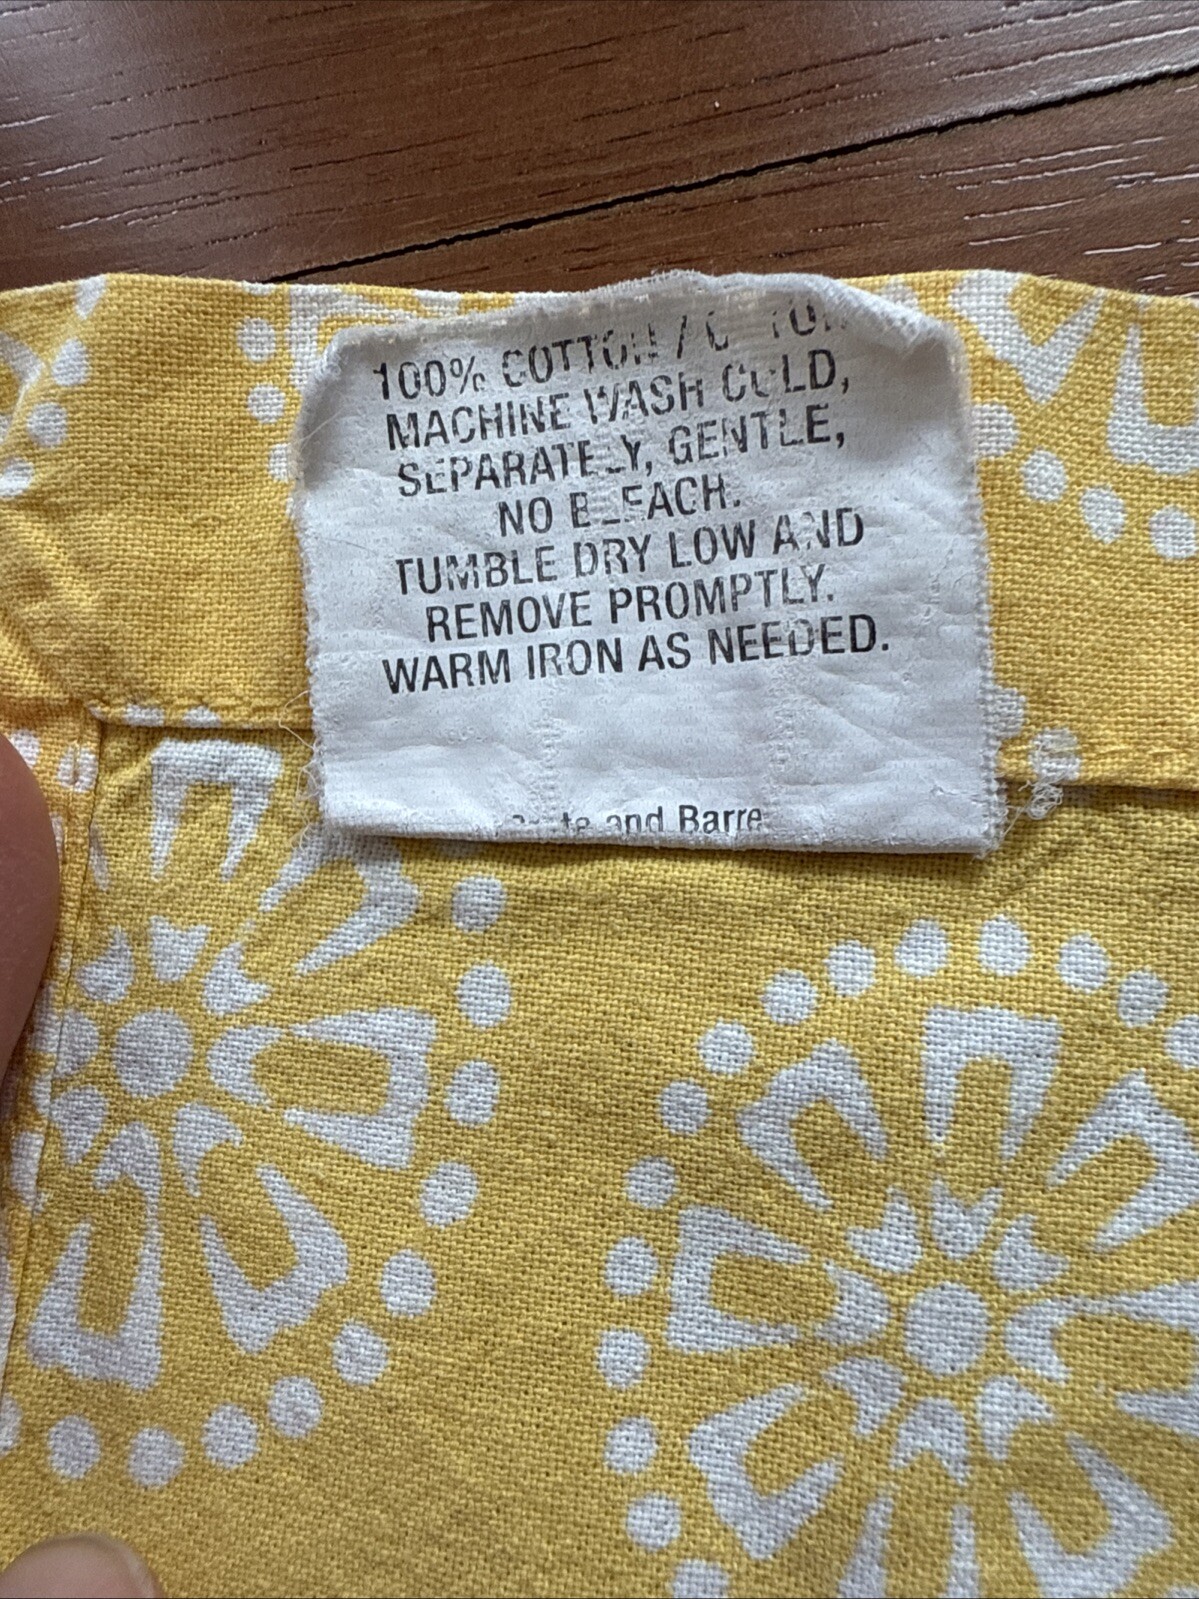 100% COTTON /
MACHINE WASH COLD,
SEPARATELY, GENTLE,
NO BLEACH.
TUMBLE DRY LOW AND
REMOVE PROMPTLY.
WARM IRON AS NEEDED.
and Barre